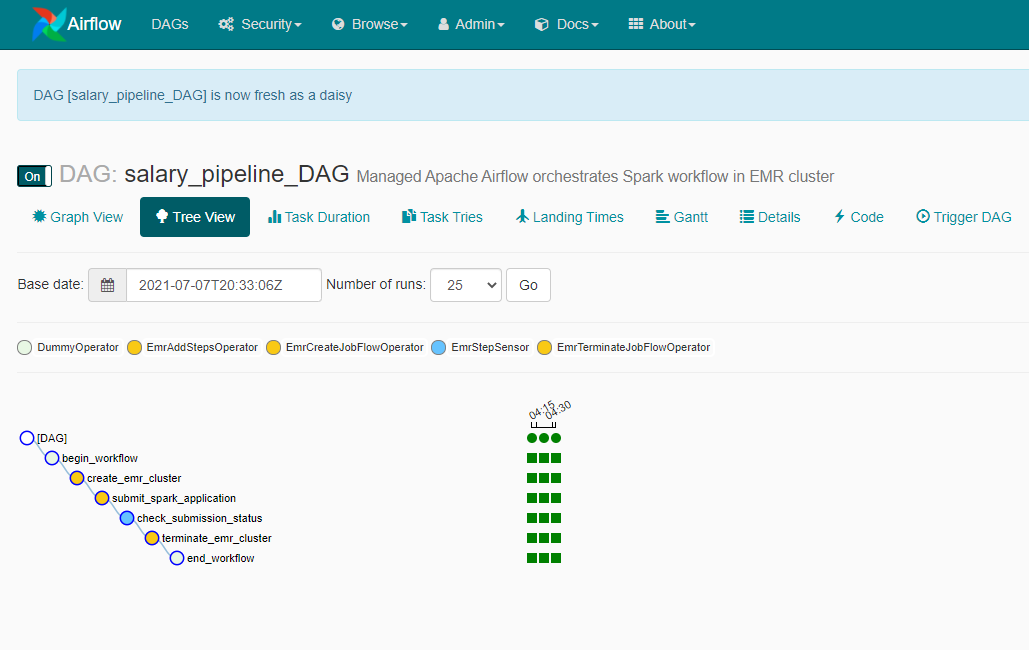 Airflow DAGs Security Browse Admin Docs About
DAG [salary_pipeline_DAG] is now fresh as a daisy
On DAG: salary_pipeline_DAG Managed Apache Airflow orchestrates Spark workflow in EMR cluster
Graph View Tree View Task Duration Task Tries Landing Times Gantt Details Code Trigger DAG
Base date: 2021-07-07T20:33:06Z Number of runs: 25 Go
DummyOperator EmrAddStepsOperator EmrCreateJobFlowOperator EmrStepSensor EmrTerminateJobFlowOperator
04:15 04:30
[DAG]
begin_workflow
create_emr_cluster
submit_spark_application
check_submission_status
terminate_emr_cluster
end_workflow